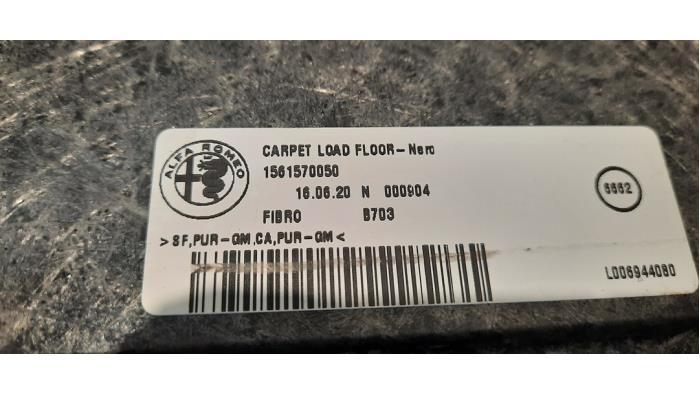 ALFA ROMEO
CARPET LOAD FLOOR-Nero
1561570050
16.06.20 N 000904
6662
FIBRO B703
>SF,PUR-GM,CA,PUR-GM<
L006944080